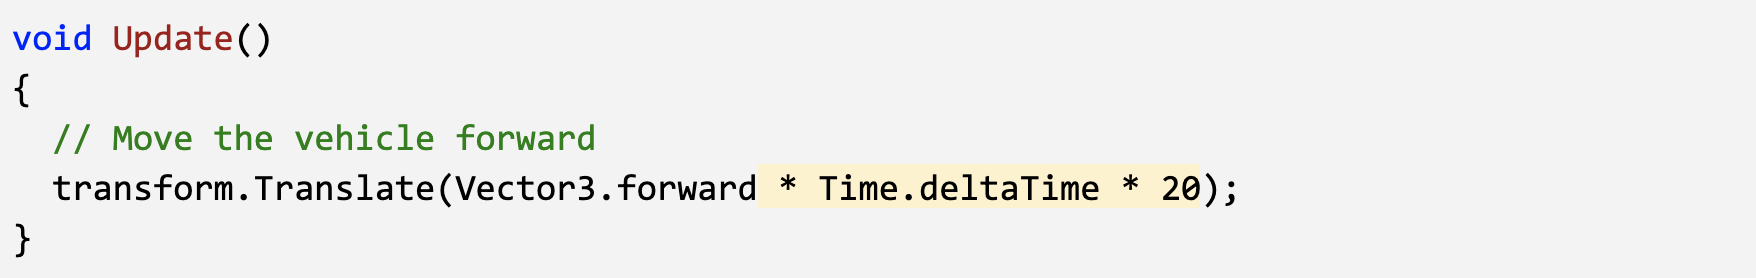 void Update()
{
  // Move the vehicle forward
  transform.Translate(Vector3.forward * Time.deltaTime * 20);
}